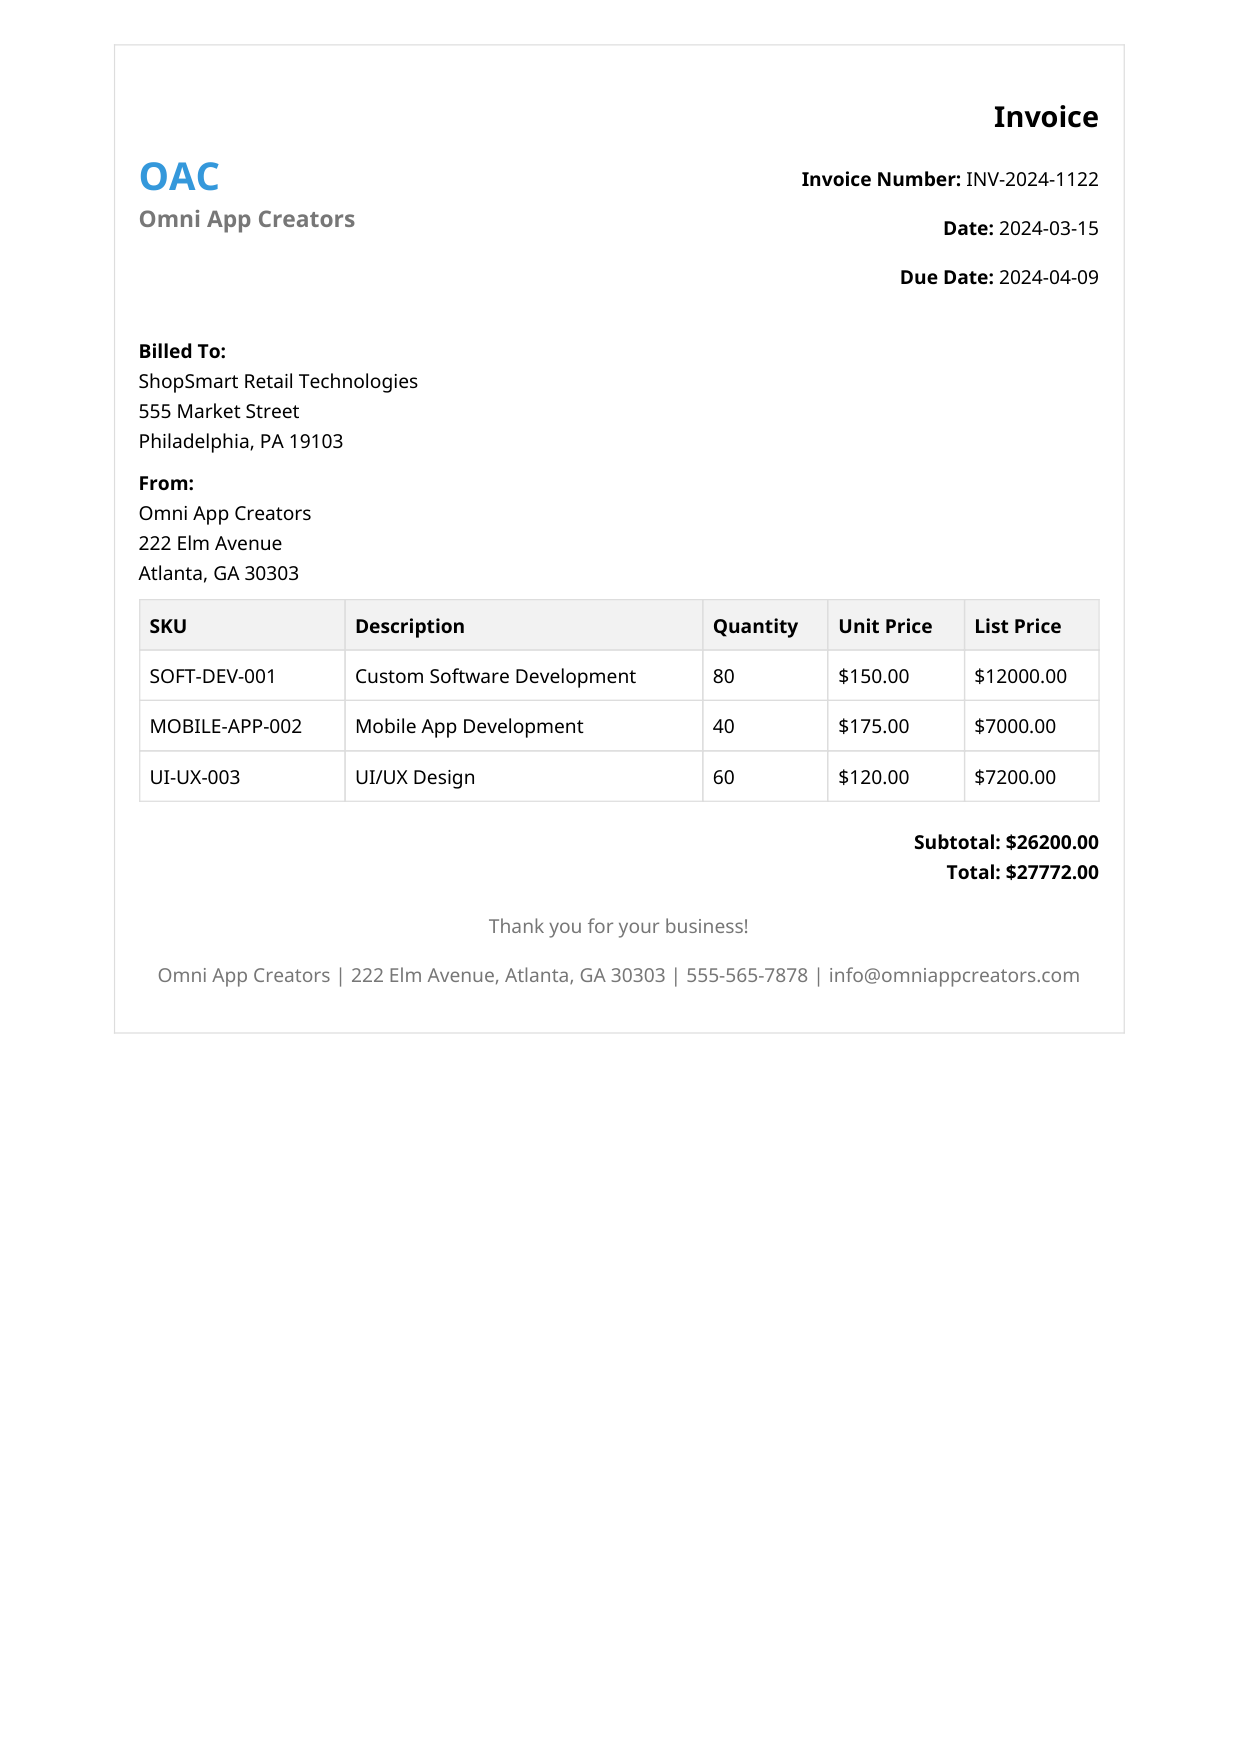 Invoice
OAC
Omni App Creators
Invoice Number: INV-2024-1122
Date: 2024-03-15
Due Date: 2024-04-09
Billed To:
ShopSmart Retail Technologies
555 Market Street
Philadelphia, PA 19103
From:
Omni App Creators
222 Elm Avenue
Atlanta, GA 30303
SKU Description Quantity Unit Price List Price
SOFT-DEV-001 Custom Software Development 80 $150.00 $12000.00
MOBILE-APP-002 Mobile App Development 40 $175.00 $7000.00
UI-UX-003 UI/UX Design 60 $120.00 $7200.00
Subtotal: $26200.00
Total: $27772.00
Thank you for your business!
Omni App Creators | 222 Elm Avenue, Atlanta, GA 30303 | 555-565-7878 | info@omniappcreators.com